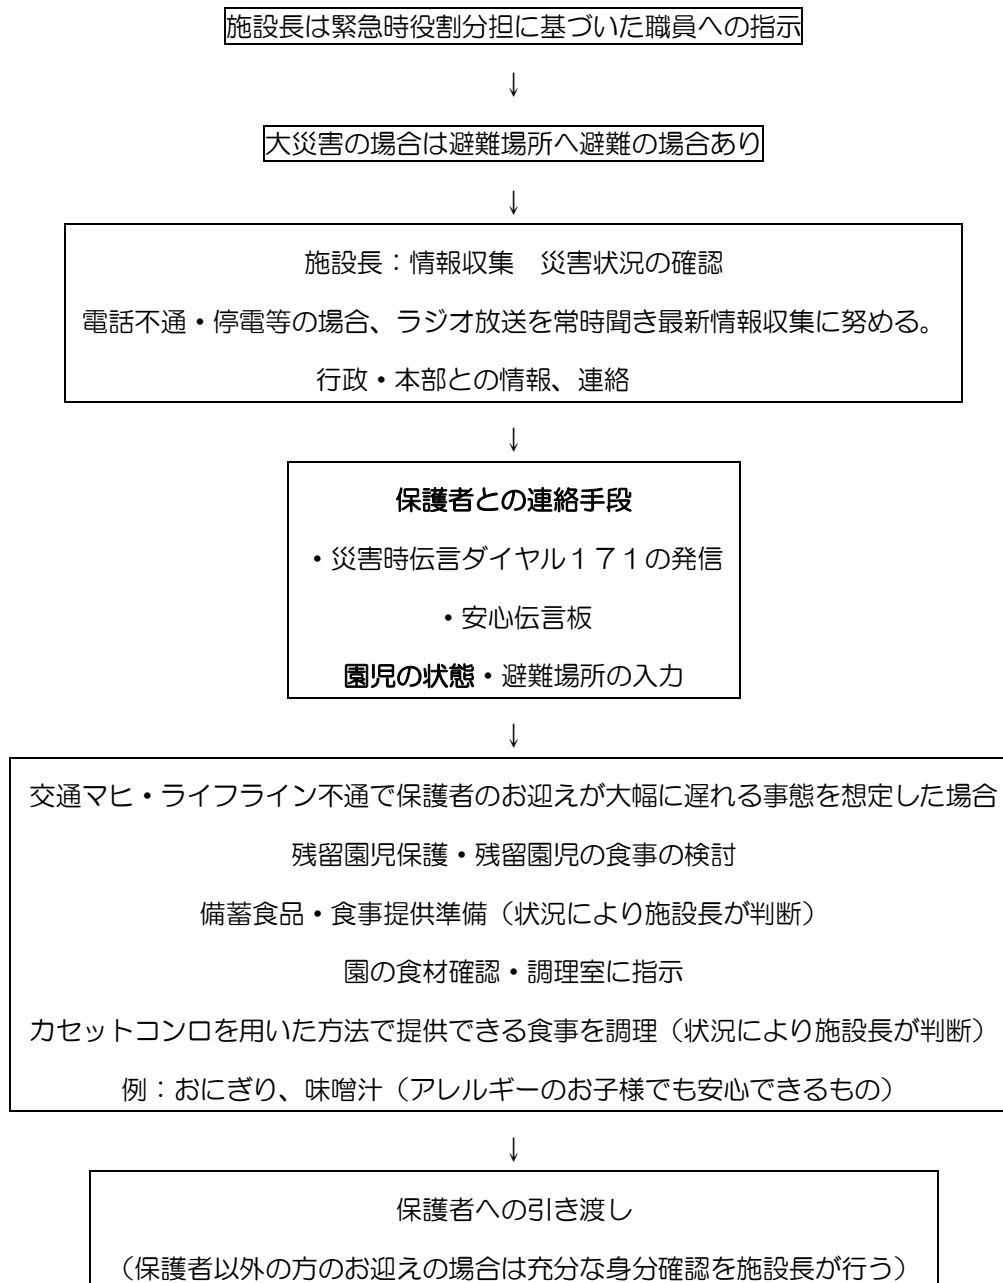 施設長は緊急時役割分担に基づいた職員への指示
↓
大災害の場合は避難場所へ避難の場合あり
↓
施設長：情報収集　災害状況の確認
電話不通・停電等の場合、ラジオ放送を常時聞き最新情報収集に努める。
行政・本部との情報、連絡
↓
保護者との連絡手段
・災害時伝言ダイヤル１７１の発信
・安心伝言板
園児の状態・避難場所の入力
↓
交通マヒ・ライフライン不通で保護者のお迎えが大幅に遅れる事態を想定した場合
残留園児保護・残留園児の食事の検討
備蓄食品・食事提供準備（状況により施設長が判断）
園の食材確認・調理室に指示
カセットコンロを用いた方法で提供できる食事を調理（状況により施設長が判断）
例：おにぎり、味噌汁（アレルギーのお子様でも安心できるもの）
↓
保護者への引き渡し
（保護者以外の方のお迎えの場合は充分な身分確認を施設長が行う）